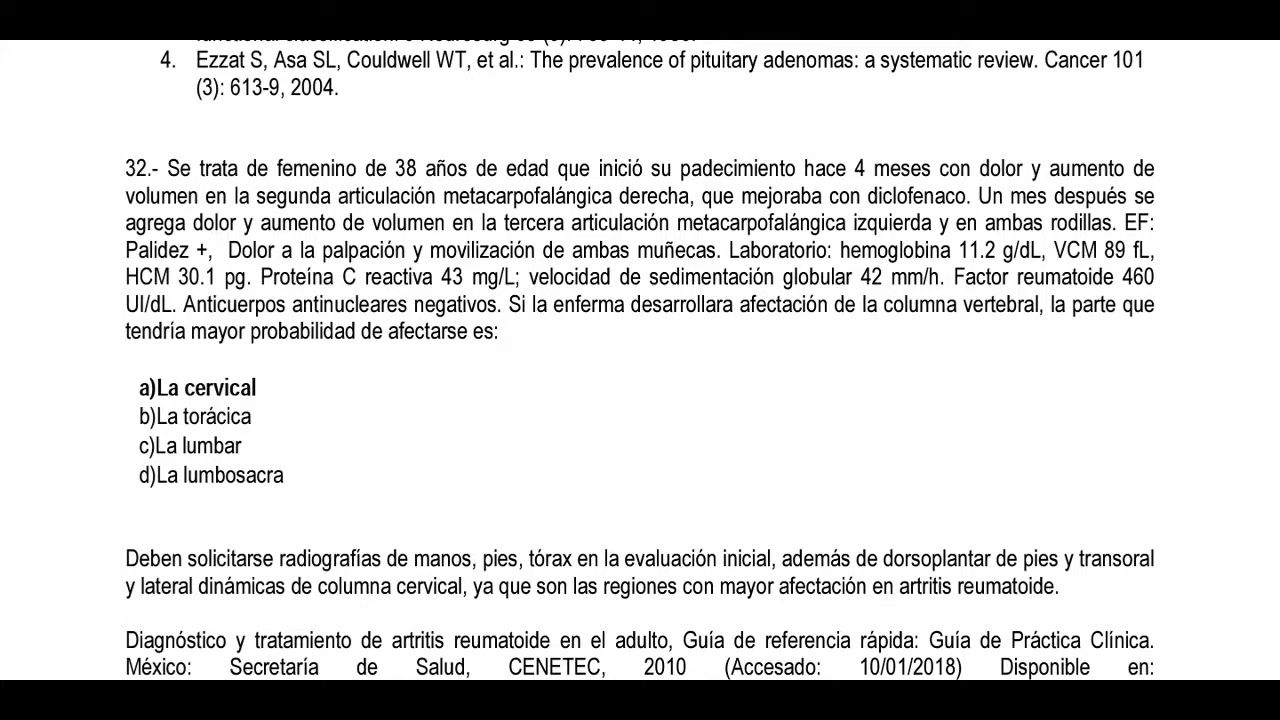 4. Ezzat S, Asa SL, Couldwell WT, et al.: The prevalence of pituitary adenomas: a systematic review. Cancer 101
(3): 613-9, 2004.
32.- Se trata de femenino de 38 años de edad que inició su padecimiento hace 4 meses con dolor y aumento de
volumen en la segunda articulación metacarpofalángica derecha, que mejoraba con diclofenaco. Un mes después se
agrega dolor y aumento de volumen en la tercera articulación metacarpofalángica izquierda y en ambas rodillas. EF:
Palidez +, Dolor a la palpación y movilización de ambas muñecas. Laboratorio: hemoglobina 11.2 g/dL, VCM 89 fL,
HCM 30.1 pg. Proteína C reactiva 43 mg/L; velocidad de sedimentación globular 42 mm/h. Factor reumatoide 460
UI/dL. Anticuerpos antinucleares negativos. Si la enferma desarrollara afectación de la columna vertebral, la parte que
tendría mayor probabilidad de afectarse es:
a)La cervical
b)La torácica
c)La lumbar
d)La lumbosacra
Deben solicitarse radiografías de manos, pies, tórax en la evaluación inicial, además de dorsoplantar de pies y transoral
y lateral dinámicas de columna cervical, ya que son las regiones con mayor afectación en artritis reumatoide.
Diagnóstico y tratamiento de artritis reumatoide en el adulto, Guía de referencia rápida: Guía de Práctica Clínica.
México: Secretaría de Salud, CENETEC, 2010 (Accesado: 10/01/2018) Disponible en: